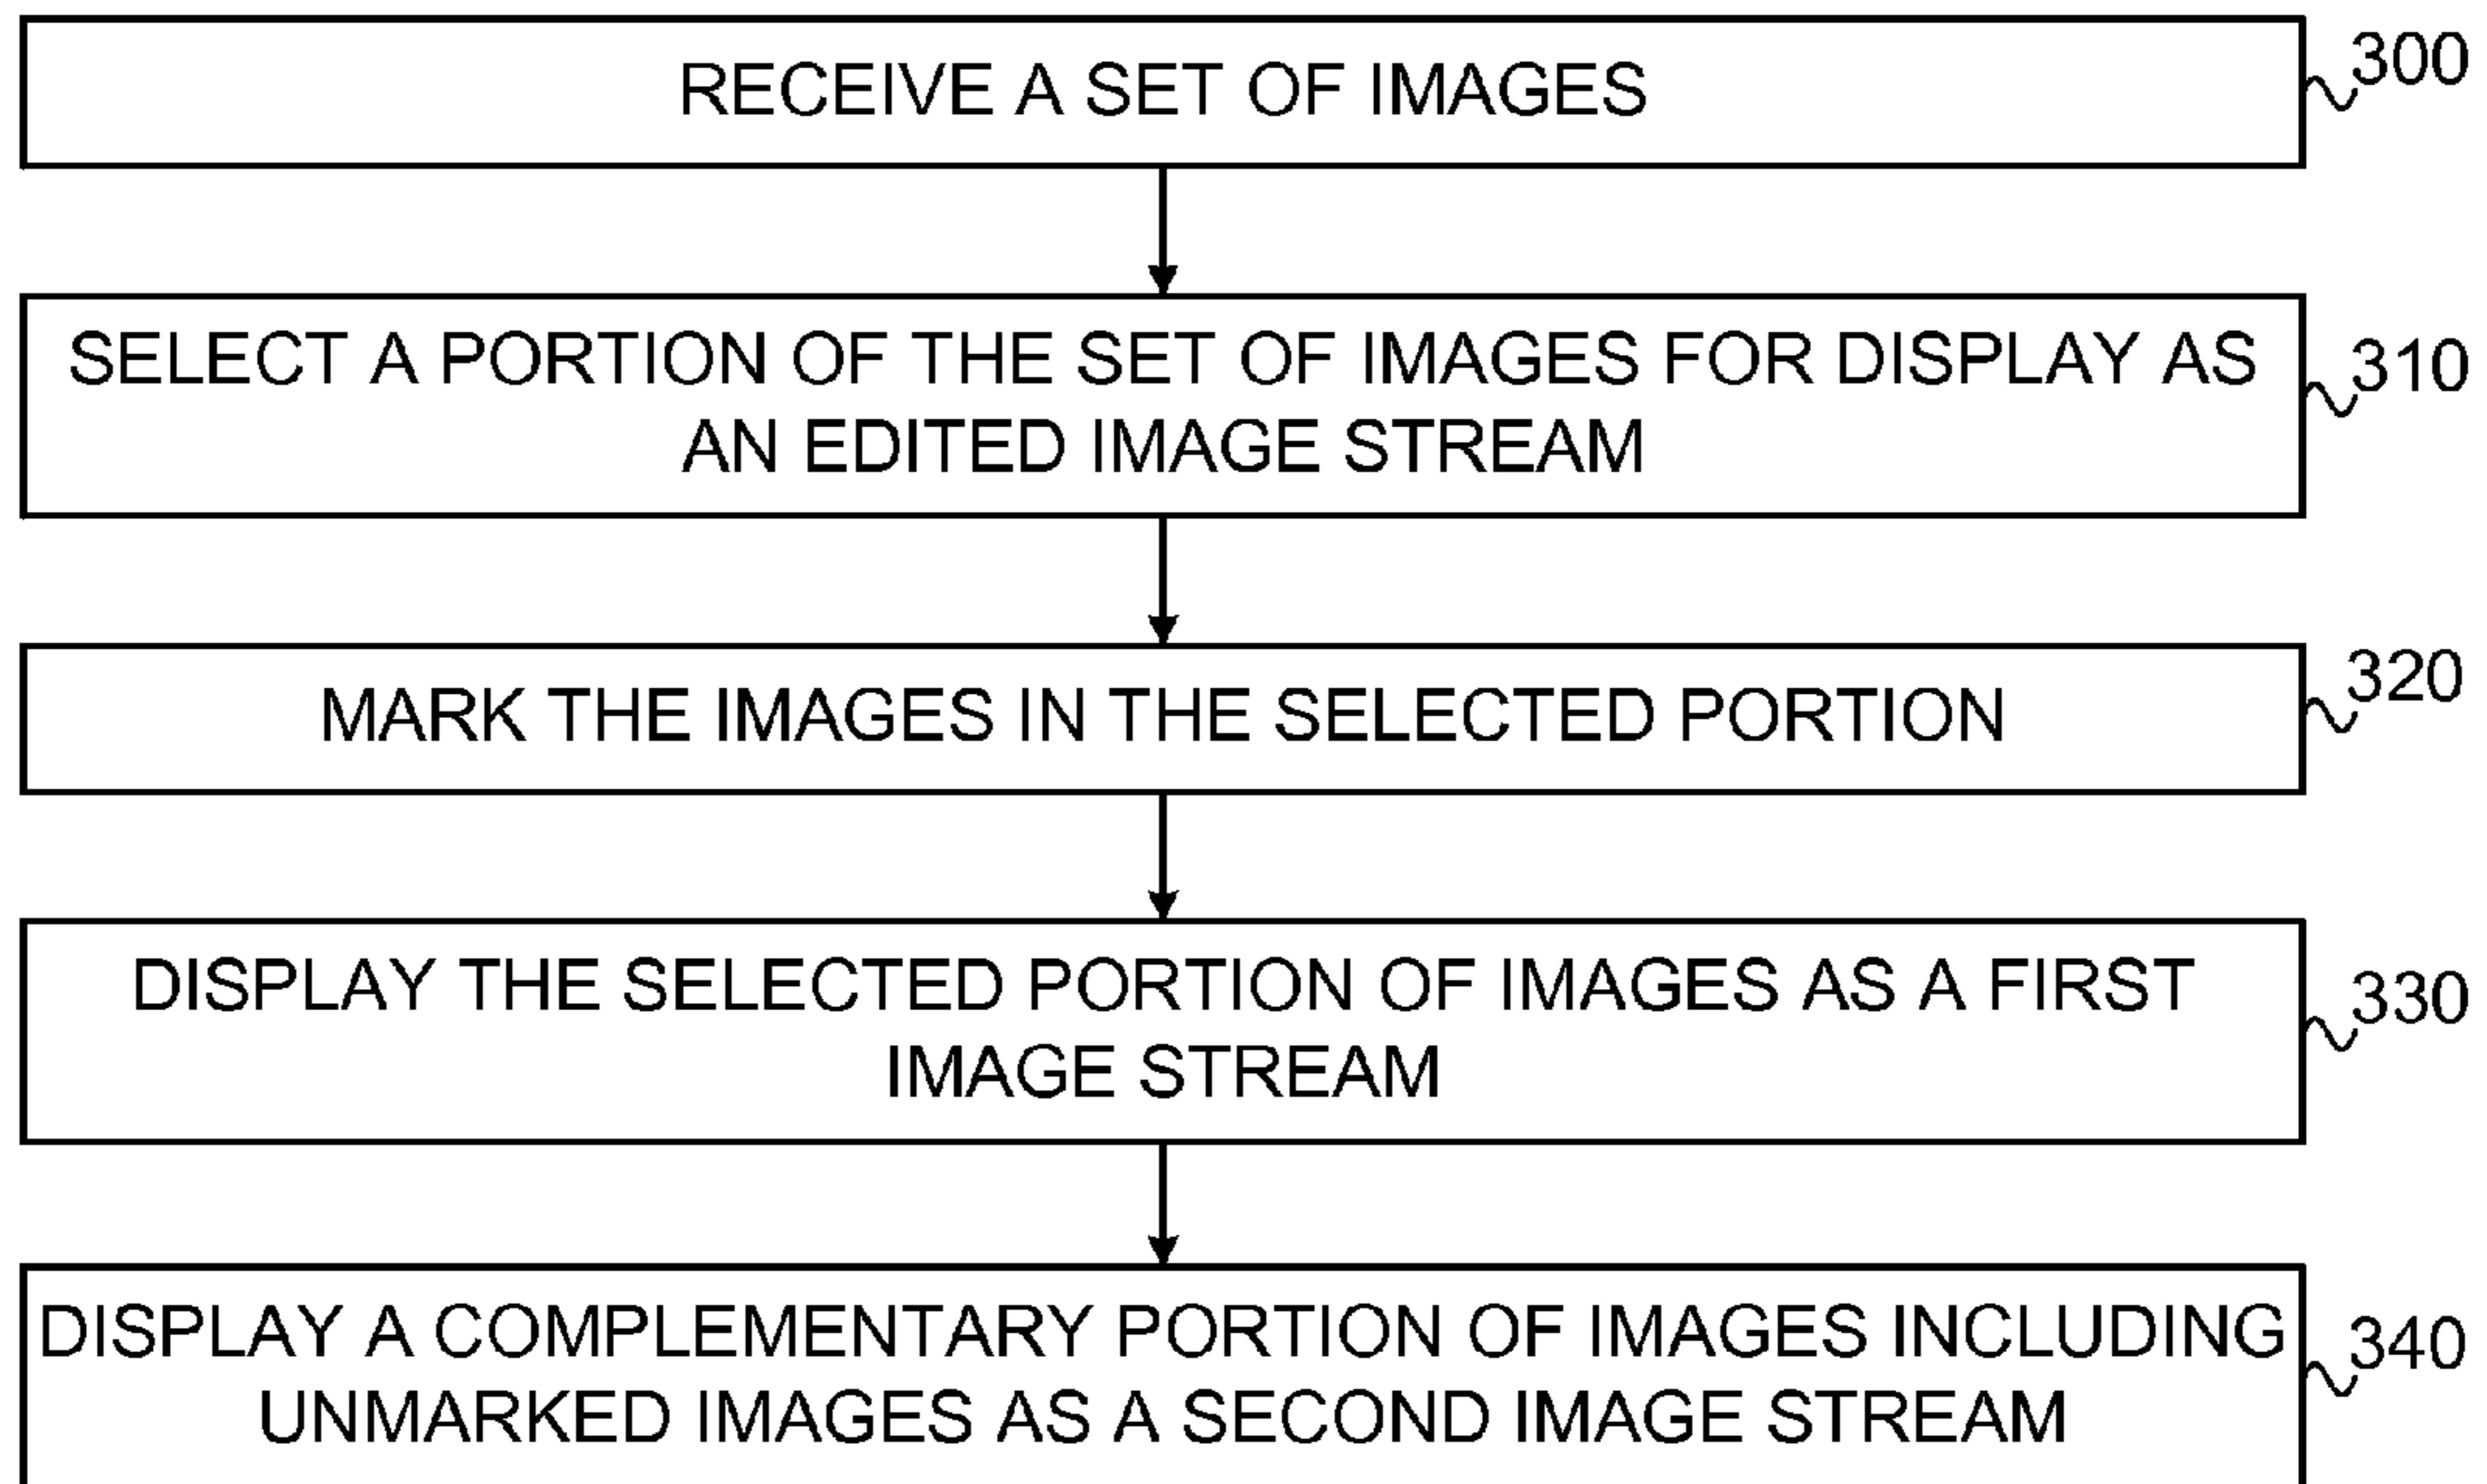 RECEIVE A SET OF IMAGES
300
SELECT A PORTION OF THE SET OF IMAGES FOR DISPLAY AS
AN EDITED IMAGE STREAM
310
MARK THE IMAGES IN THE SELECTED PORTION
320
DISPLAY THE SELECTED PORTION OF IMAGES AS A FIRST
IMAGE STREAM
330
DISPLAY A COMPLEMENTARY PORTION OF IMAGES INCLUDING
UNMARKED IMAGES AS A SECOND IMAGE STREAM
340